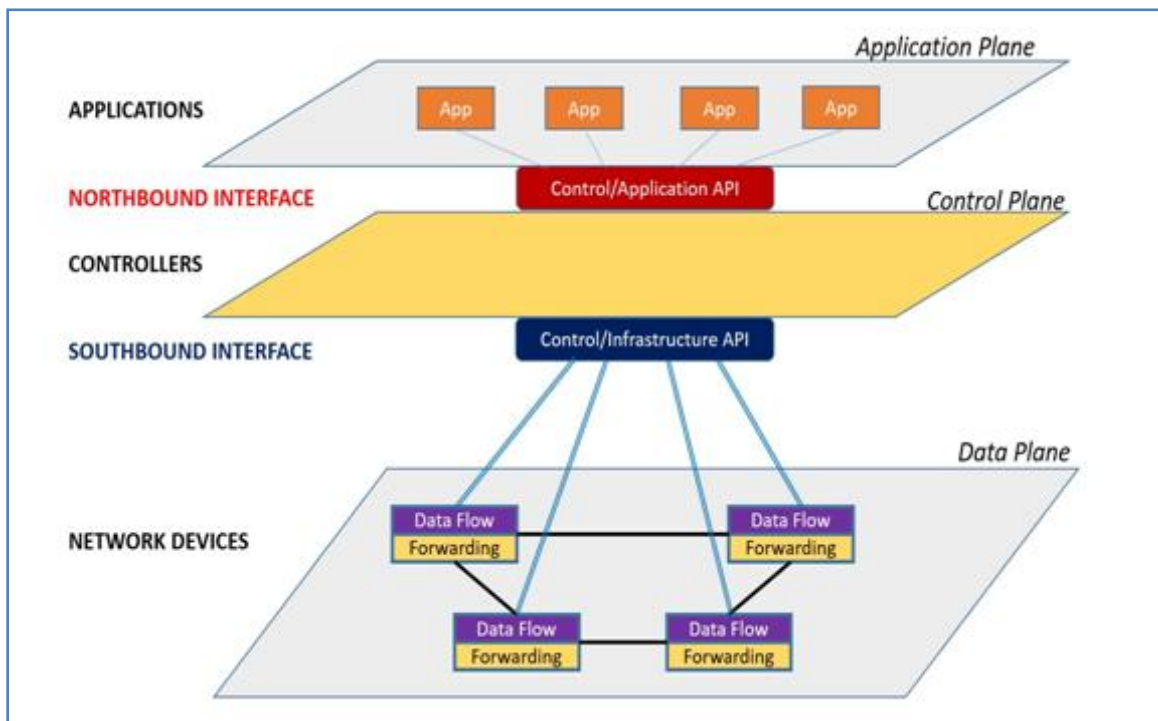 Application Plane
APPLICATIONS
App
App
App
App
NORTHBOUND INTERFACE
Control/Application API
Control Plane
CONTROLLERS
SOUTHBOUND INTERFACE
Control/Infrastructure API
Data Plane
NETWORK DEVICES
Data Flow
Forwarding
Data Flow
Forwarding
Data Flow
Forwarding
Data Flow
Forwarding